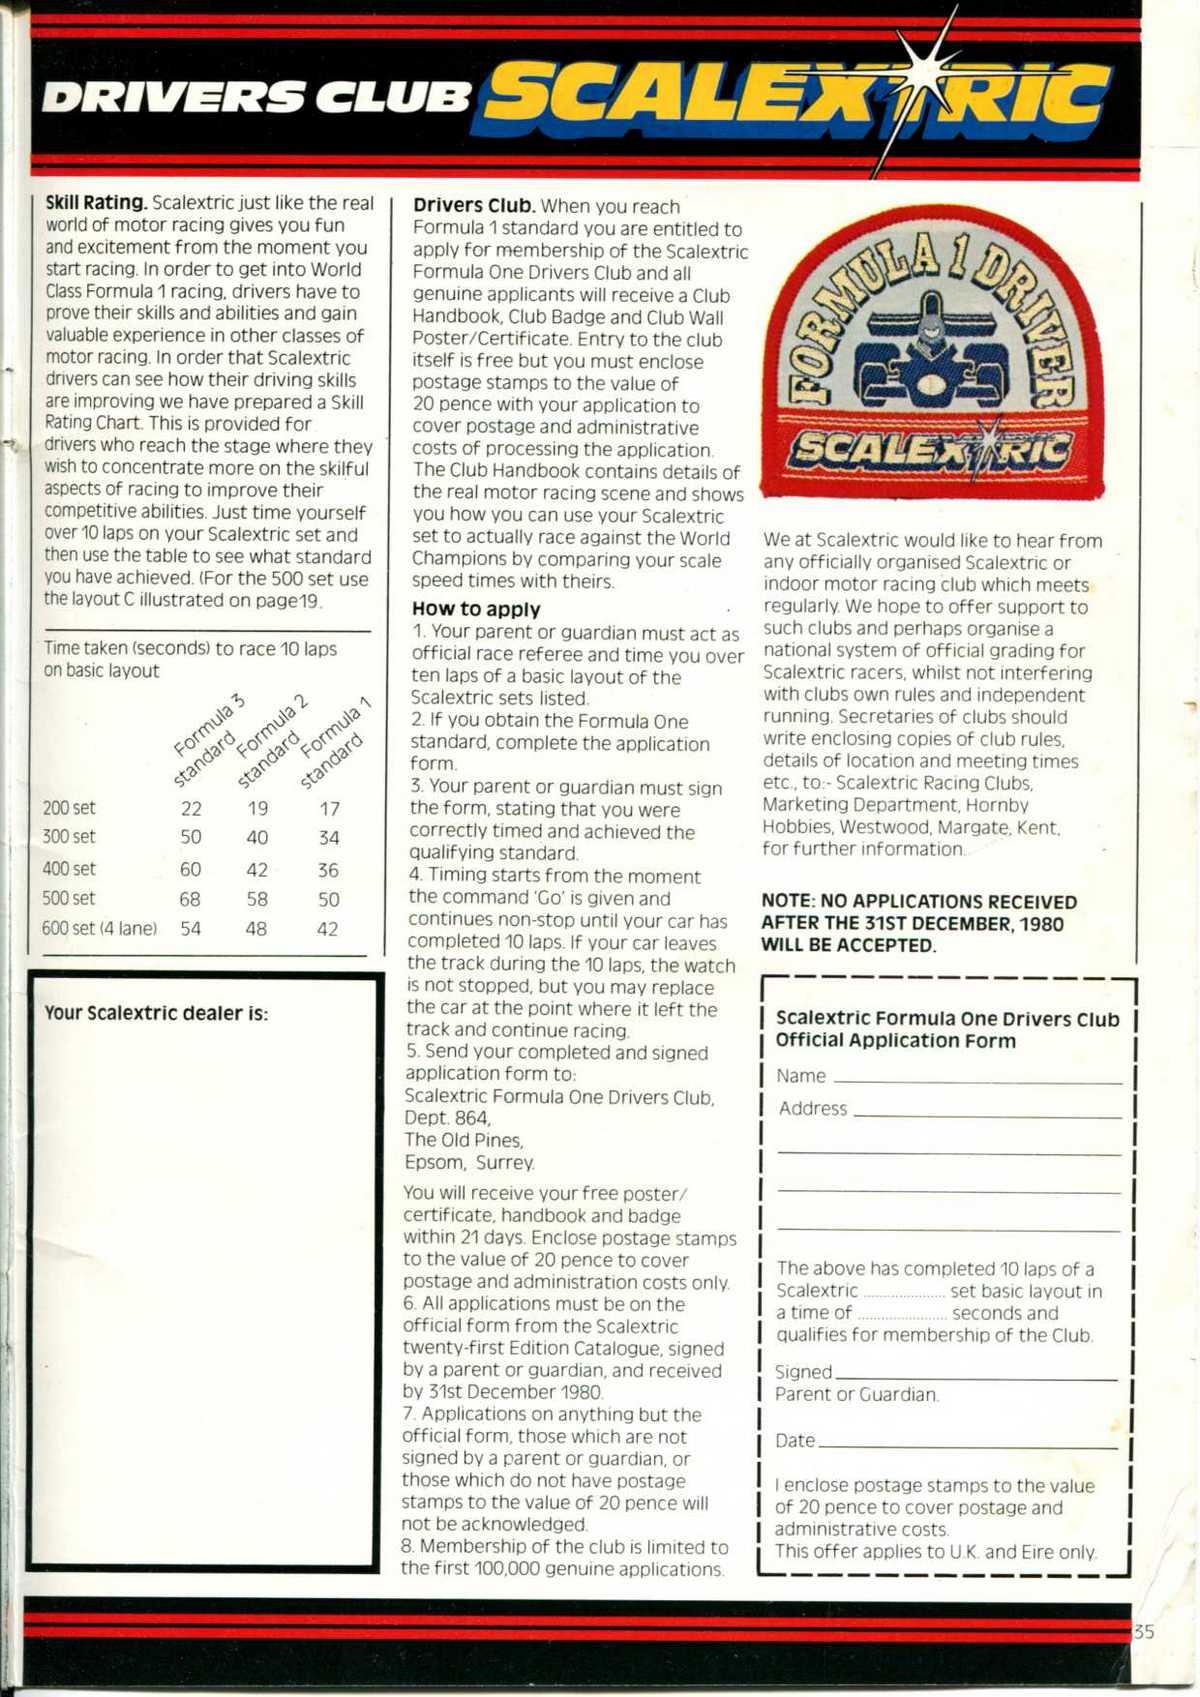 DRIVERS CLUB SCALEXTRIC
Skill Rating. Scalextric just like the real
world of motor racing gives you fun
and excitement from the moment you
start racing. In order to get into World
Class Formula 1 racing, drivers have to
prove their skills and abilities and gain
valuable experience in other classes of
motor racing. In order that Scalextric
drivers can see how their driving skills
are improving we have prepared a Skill
Rating Chart. This is provided for
drivers who reach the stage where they
wish to concentrate more on the skilful
aspects of racing to improve their
competitive abilities. Just time yourself
over 10 laps on your Scalextric set and
then use the table to see what standard
you have achieved. (For the 500 set use
the layout C illustrated on page19.
Time taken (seconds) to race 10 laps
on basic layout
Formula 3 standard Formula 2 standard Formula 1 standard
200 set 22 19 17
300 set 50 40 34
400 set 60 42 36
500 set 68 58 50
600 set (4 lane) 54 48 42
Your Scalextric dealer is:
Drivers Club. When you reach
Formula 1 standard you are entitled to
apply for membership of the Scalextric
Formula One Drivers Club and all
genuine applicants will receive a Club
Handbook, Club Badge and Club Wall
Poster/Certificate. Entry to the club
itself is free but you must enclose
postage stamps to the value of
20 pence with your application to
cover postage and administrative
costs of processing the application.
The Club Handbook contains details of
the real motor racing scene and shows
you how you can use your Scalextric
set to actually race against the World
Champions by comparing your scale
speed times with theirs.
How to apply
1. Your parent or guardian must act as
official race referee and time you over
ten laps of a basic layout of the
Scalextric sets listed.
2. If you obtain the Formula One
standard, complete the application
form.
3. Your parent or guardian must sign
the form, stating that you were
correctly timed and achieved the
qualifying standard.
4. Timing starts from the moment
the command 'Go' is given and
continues non-stop until your car has
completed 10 laps. If your car leaves
the track during the 10 laps, the watch
is not stopped, but you may replace
the car at the point where it left the
track and continue racing.
5. Send your completed and signed
application form to:
Scalextric Formula One Drivers Club,
Dept. 864,
The Old Pines,
Epsom, Surrey.
You will receive your free poster/
certificate, handbook and badge
within 21 days. Enclose postage stamps
to the value of 20 pence to cover
postage and administration costs only.
6. All applications must be on the
official form from the Scalextric
twenty-first Edition Catalogue, signed
by a parent or guardian, and received
by 31st December 1980.
7. Applications on anything but the
official form, those which are not
signed by a parent or guardian, or
those which do not have postage
stamps to the value of 20 pence will
not be acknowledged.
8. Membership of the club is limited to
the first 100,000 genuine applications.
FORMULA 1 DRIVER
SCALEXTRIC
We at Scalextric would like to hear from
any officially organised Scalextric or
indoor motor racing club which meets
regularly. We hope to offer support to
such clubs and perhaps organise a
national system of official grading for
Scalextric racers, whilst not interfering
with clubs own rules and independent
running. Secretaries of clubs should
write enclosing copies of club rules,
details of location and meeting times
etc., to:- Scalextric Racing Clubs,
Marketing Department, Hornby
Hobbies, Westwood, Margate, Kent,
for further information.
NOTE: NO APPLICATIONS RECEIVED
AFTER THE 31ST DECEMBER, 1980
WILL BE ACCEPTED.
Scalextric Formula One Drivers Club
Official Application Form
Name
Address
The above has completed 10 laps of a
Scalextric ..................... set basic layout in
a time of ....................... seconds and
qualifies for membership of the Club.
Signed
Parent or Guardian.
Date
I enclose postage stamps to the value
of 20 pence to cover postage and
administrative costs.
This offer applies to U.K. and Eire only.
35